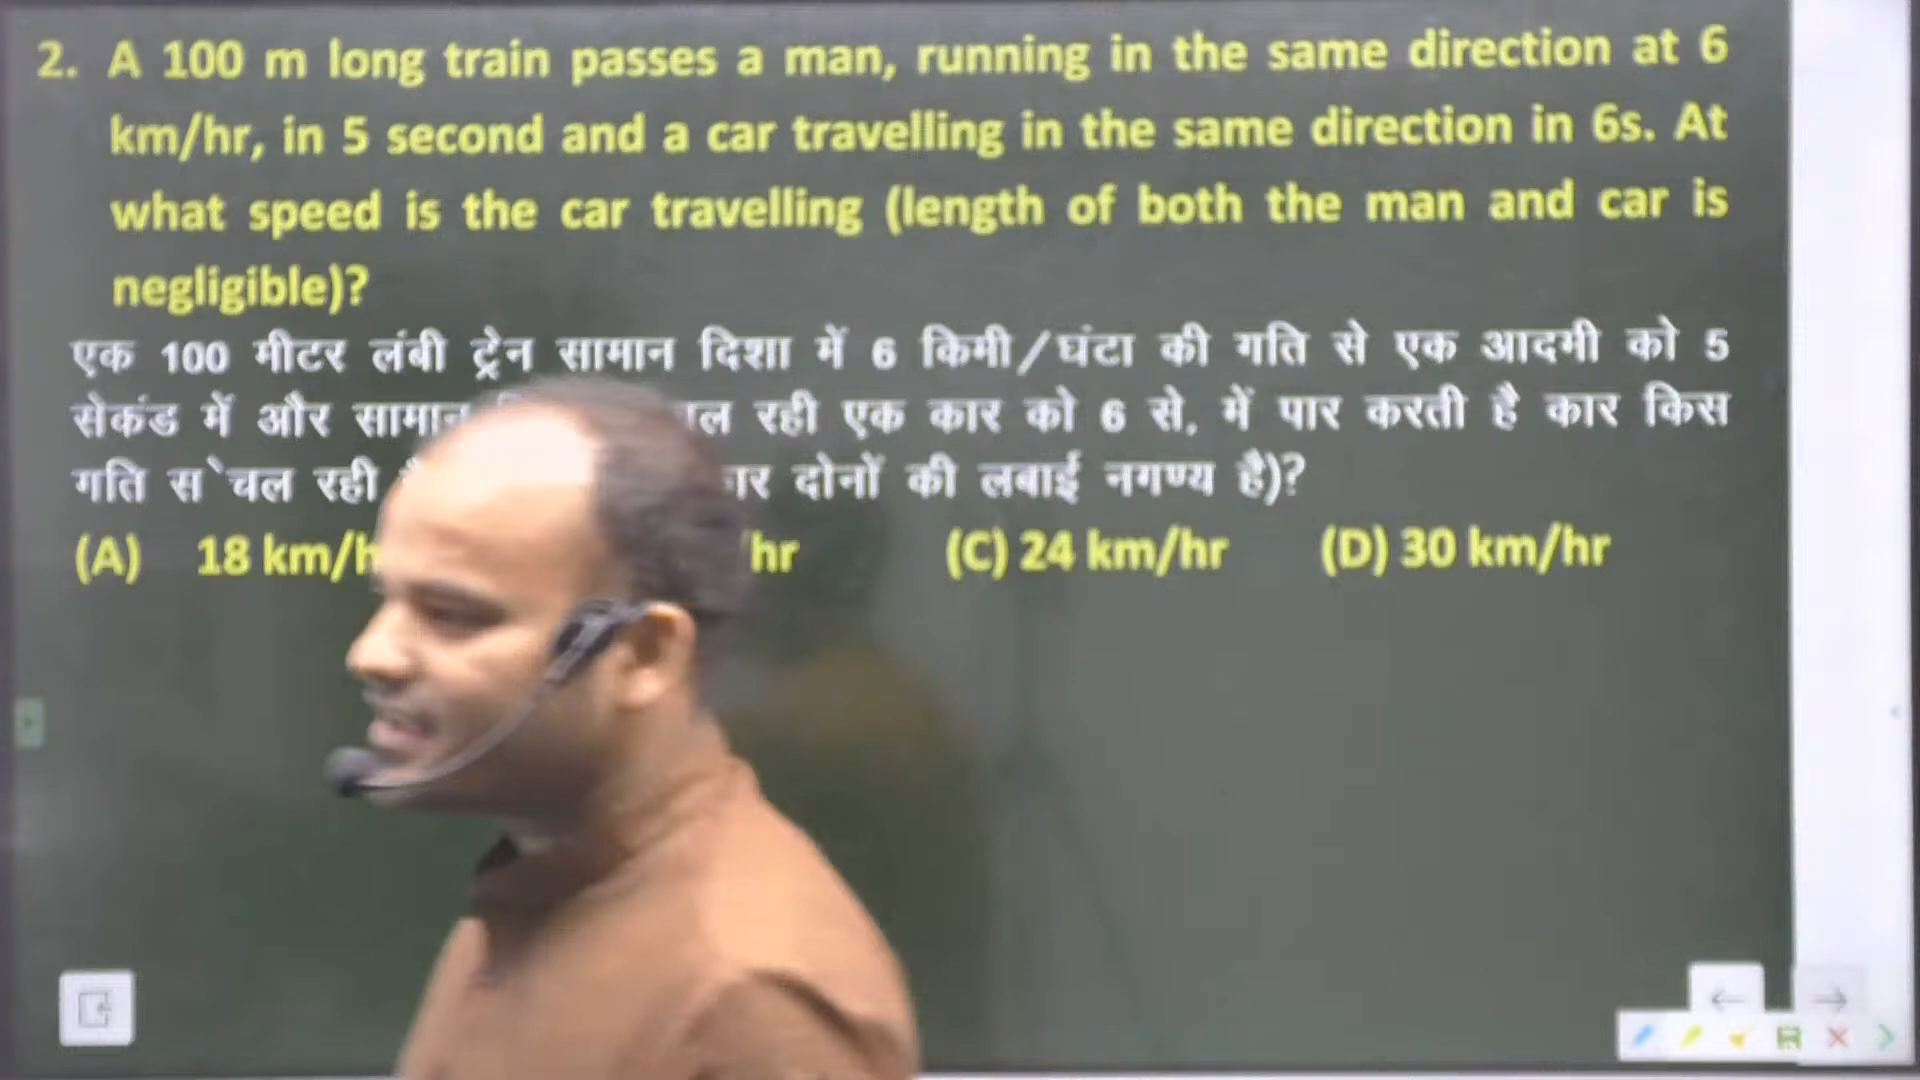 2. A 100 m long train passes a man, running in the same direction at 6
km/hr, in 5 second and a car travelling in the same direction in 6s. At
what speed is the car travelling (length of both the man and car is
negligible)?
एक 100 मीटर लंबी ट्रेन सामान दिशा में 6 किमी/घंटा की गति से एक आदमी को 5
सेकंड में और सामान रही एक कार को 6 से. में पार करती है कार किस
गति स`ेचल रही दोनों की लबाई नगण्य है)?
(A) 18 km/h /hr (C) 24 km/hr (D) 30 km/hr